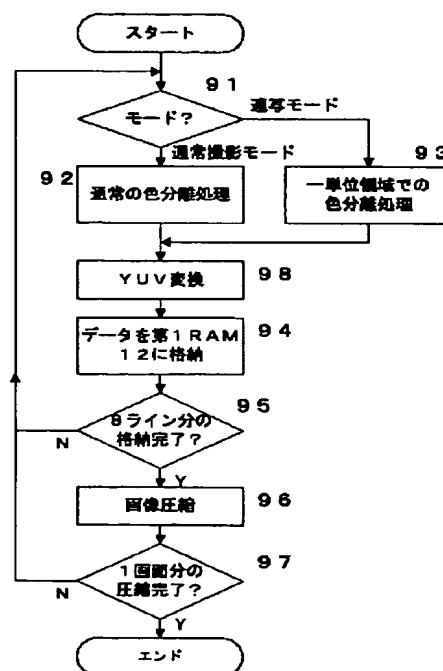 スタート
91
モード?
連写モード
通常撮影モード
92
通常の色分離処理
93
一単位領域での
色分離処理
YUV変換
98
データを第1RAM
12に格納
94
8ライン分の
格納完了?
95
N
Y
画像圧縮
96
1画面分の
圧縮完了?
97
N
Y
エンド